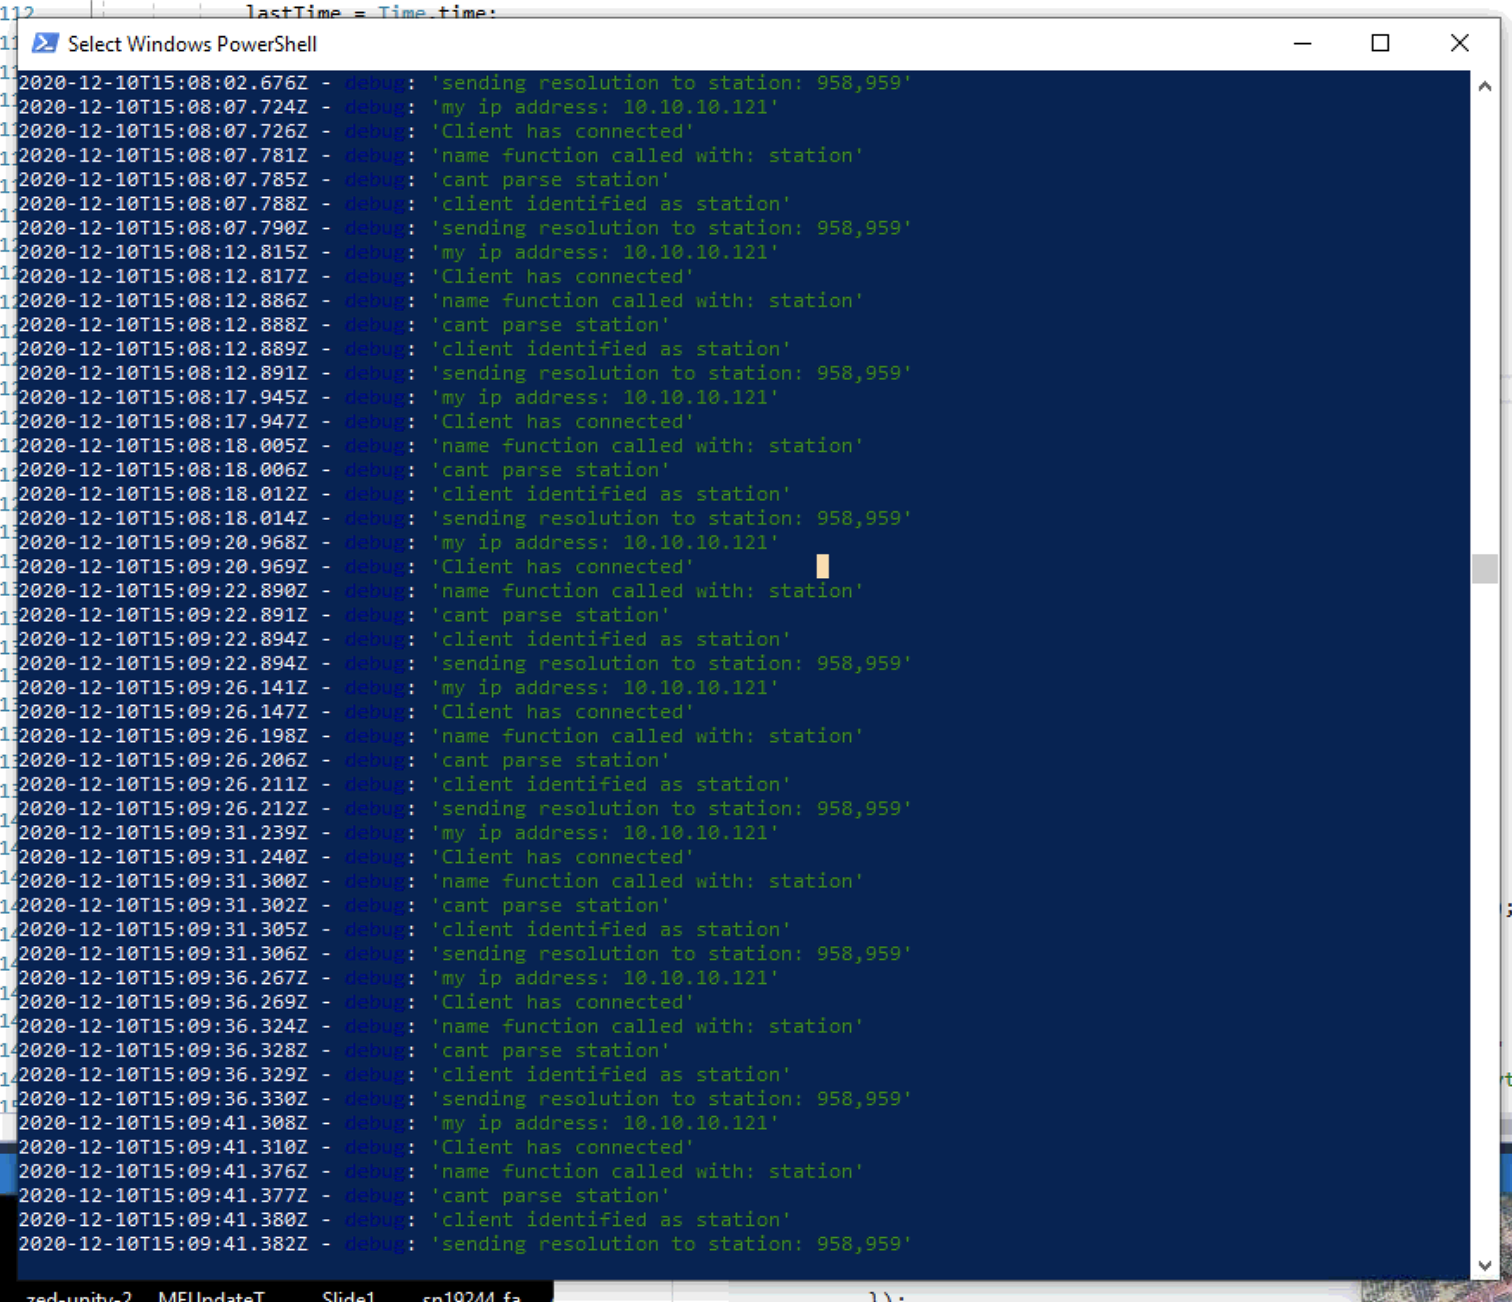 112 lastTime = Time.time;
Select Windows PowerShell
2020-12-10T15:08:02.676Z - debug: 'sending resolution to station: 958,959'
2020-12-10T15:08:07.724Z - debug: 'my ip address: 10.10.10.121'
2020-12-10T15:08:07.726Z - debug: 'Client has connected'
2020-12-10T15:08:07.781Z - debug: 'name function called with: station'
2020-12-10T15:08:07.785Z - debug: 'cant parse station'
2020-12-10T15:08:07.788Z - debug: 'client identified as station'
2020-12-10T15:08:07.790Z - debug: 'sending resolution to station: 958,959'
2020-12-10T15:08:12.815Z - debug: 'my ip address: 10.10.10.121'
2020-12-10T15:08:12.817Z - debug: 'Client has connected'
2020-12-10T15:08:12.886Z - debug: 'name function called with: station'
2020-12-10T15:08:12.888Z - debug: 'cant parse station'
2020-12-10T15:08:12.889Z - debug: 'client identified as station'
2020-12-10T15:08:12.891Z - debug: 'sending resolution to station: 958,959'
2020-12-10T15:08:17.945Z - debug: 'my ip address: 10.10.10.121'
2020-12-10T15:08:17.947Z - debug: 'Client has connected'
2020-12-10T15:08:18.005Z - debug: 'name function called with: station'
2020-12-10T15:08:18.006Z - debug: 'cant parse station'
2020-12-10T15:08:18.012Z - debug: 'client identified as station'
2020-12-10T15:08:18.014Z - debug: 'sending resolution to station: 958,959'
2020-12-10T15:09:20.968Z - debug: 'my ip address: 10.10.10.121'
2020-12-10T15:09:20.969Z - debug: 'Client has connected'
2020-12-10T15:09:22.890Z - debug: 'name function called with: station'
2020-12-10T15:09:22.891Z - debug: 'cant parse station'
2020-12-10T15:09:22.894Z - debug: 'client identified as station'
2020-12-10T15:09:22.894Z - debug: 'sending resolution to station: 958,959'
2020-12-10T15:09:26.141Z - debug: 'my ip address: 10.10.10.121'
2020-12-10T15:09:26.147Z - debug: 'Client has connected'
2020-12-10T15:09:26.198Z - debug: 'name function called with: station'
2020-12-10T15:09:26.206Z - debug: 'cant parse station'
2020-12-10T15:09:26.211Z - debug: 'client identified as station'
2020-12-10T15:09:26.212Z - debug: 'sending resolution to station: 958,959'
2020-12-10T15:09:31.239Z - debug: 'my ip address: 10.10.10.121'
2020-12-10T15:09:31.240Z - debug: 'Client has connected'
2020-12-10T15:09:31.300Z - debug: 'name function called with: station'
2020-12-10T15:09:31.302Z - debug: 'cant parse station'
2020-12-10T15:09:31.305Z - debug: 'client identified as station'
2020-12-10T15:09:31.306Z - debug: 'sending resolution to station: 958,959'
2020-12-10T15:09:36.267Z - debug: 'my ip address: 10.10.10.121'
2020-12-10T15:09:36.269Z - debug: 'Client has connected'
2020-12-10T15:09:36.324Z - debug: 'name function called with: station'
2020-12-10T15:09:36.328Z - debug: 'cant parse station'
2020-12-10T15:09:36.329Z - debug: 'client identified as station'
2020-12-10T15:09:36.330Z - debug: 'sending resolution to station: 958,959'
2020-12-10T15:09:41.308Z - debug: 'my ip address: 10.10.10.121'
2020-12-10T15:09:41.310Z - debug: 'Client has connected'
2020-12-10T15:09:41.376Z - debug: 'name function called with: station'
2020-12-10T15:09:41.377Z - debug: 'cant parse station'
2020-12-10T15:09:41.380Z - debug: 'client identified as station'
2020-12-10T15:09:41.382Z - debug: 'sending resolution to station: 958,959'
zed-unity-2 MEUpdateT Slide1 sn19244 fa });